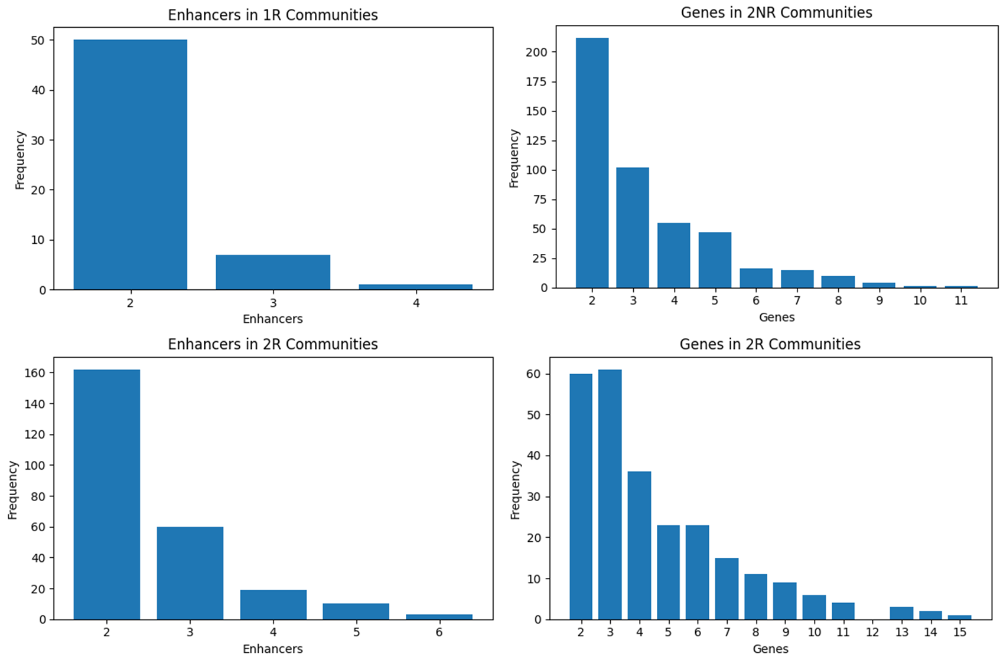 Enhancers in 1R Communities
50
40
30
20
10
0
Frequency
2 3 4
Enhancers
Genes in 2NR Communities
200
175
150
125
100
75
50
25
0
Frequency
2 3 4 5 6 7 8 9 10 11
Genes
Enhancers in 2R Communities
160
140
120
100
80
60
40
20
0
Frequency
2 3 4 5 6
Enhancers
Genes in 2R Communities
60
50
40
30
20
10
0
Frequency
2 3 4 5 6 7 8 9 10 11 12 13 14 15
Genes